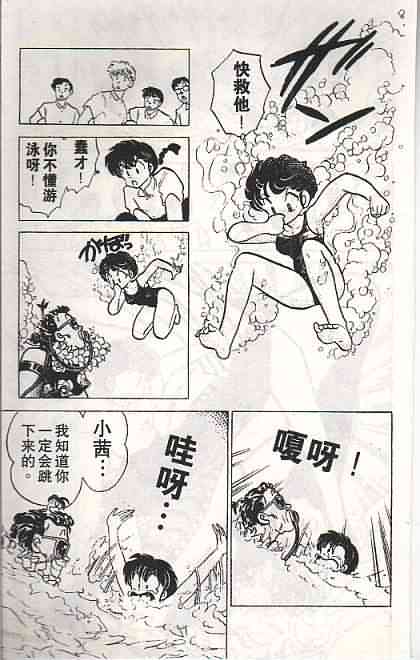 快救他！
蠢才！
你不懂游
泳呀！
嗄呀！
哇呀…
小茜…
我知道你
一定会跳
下来的。